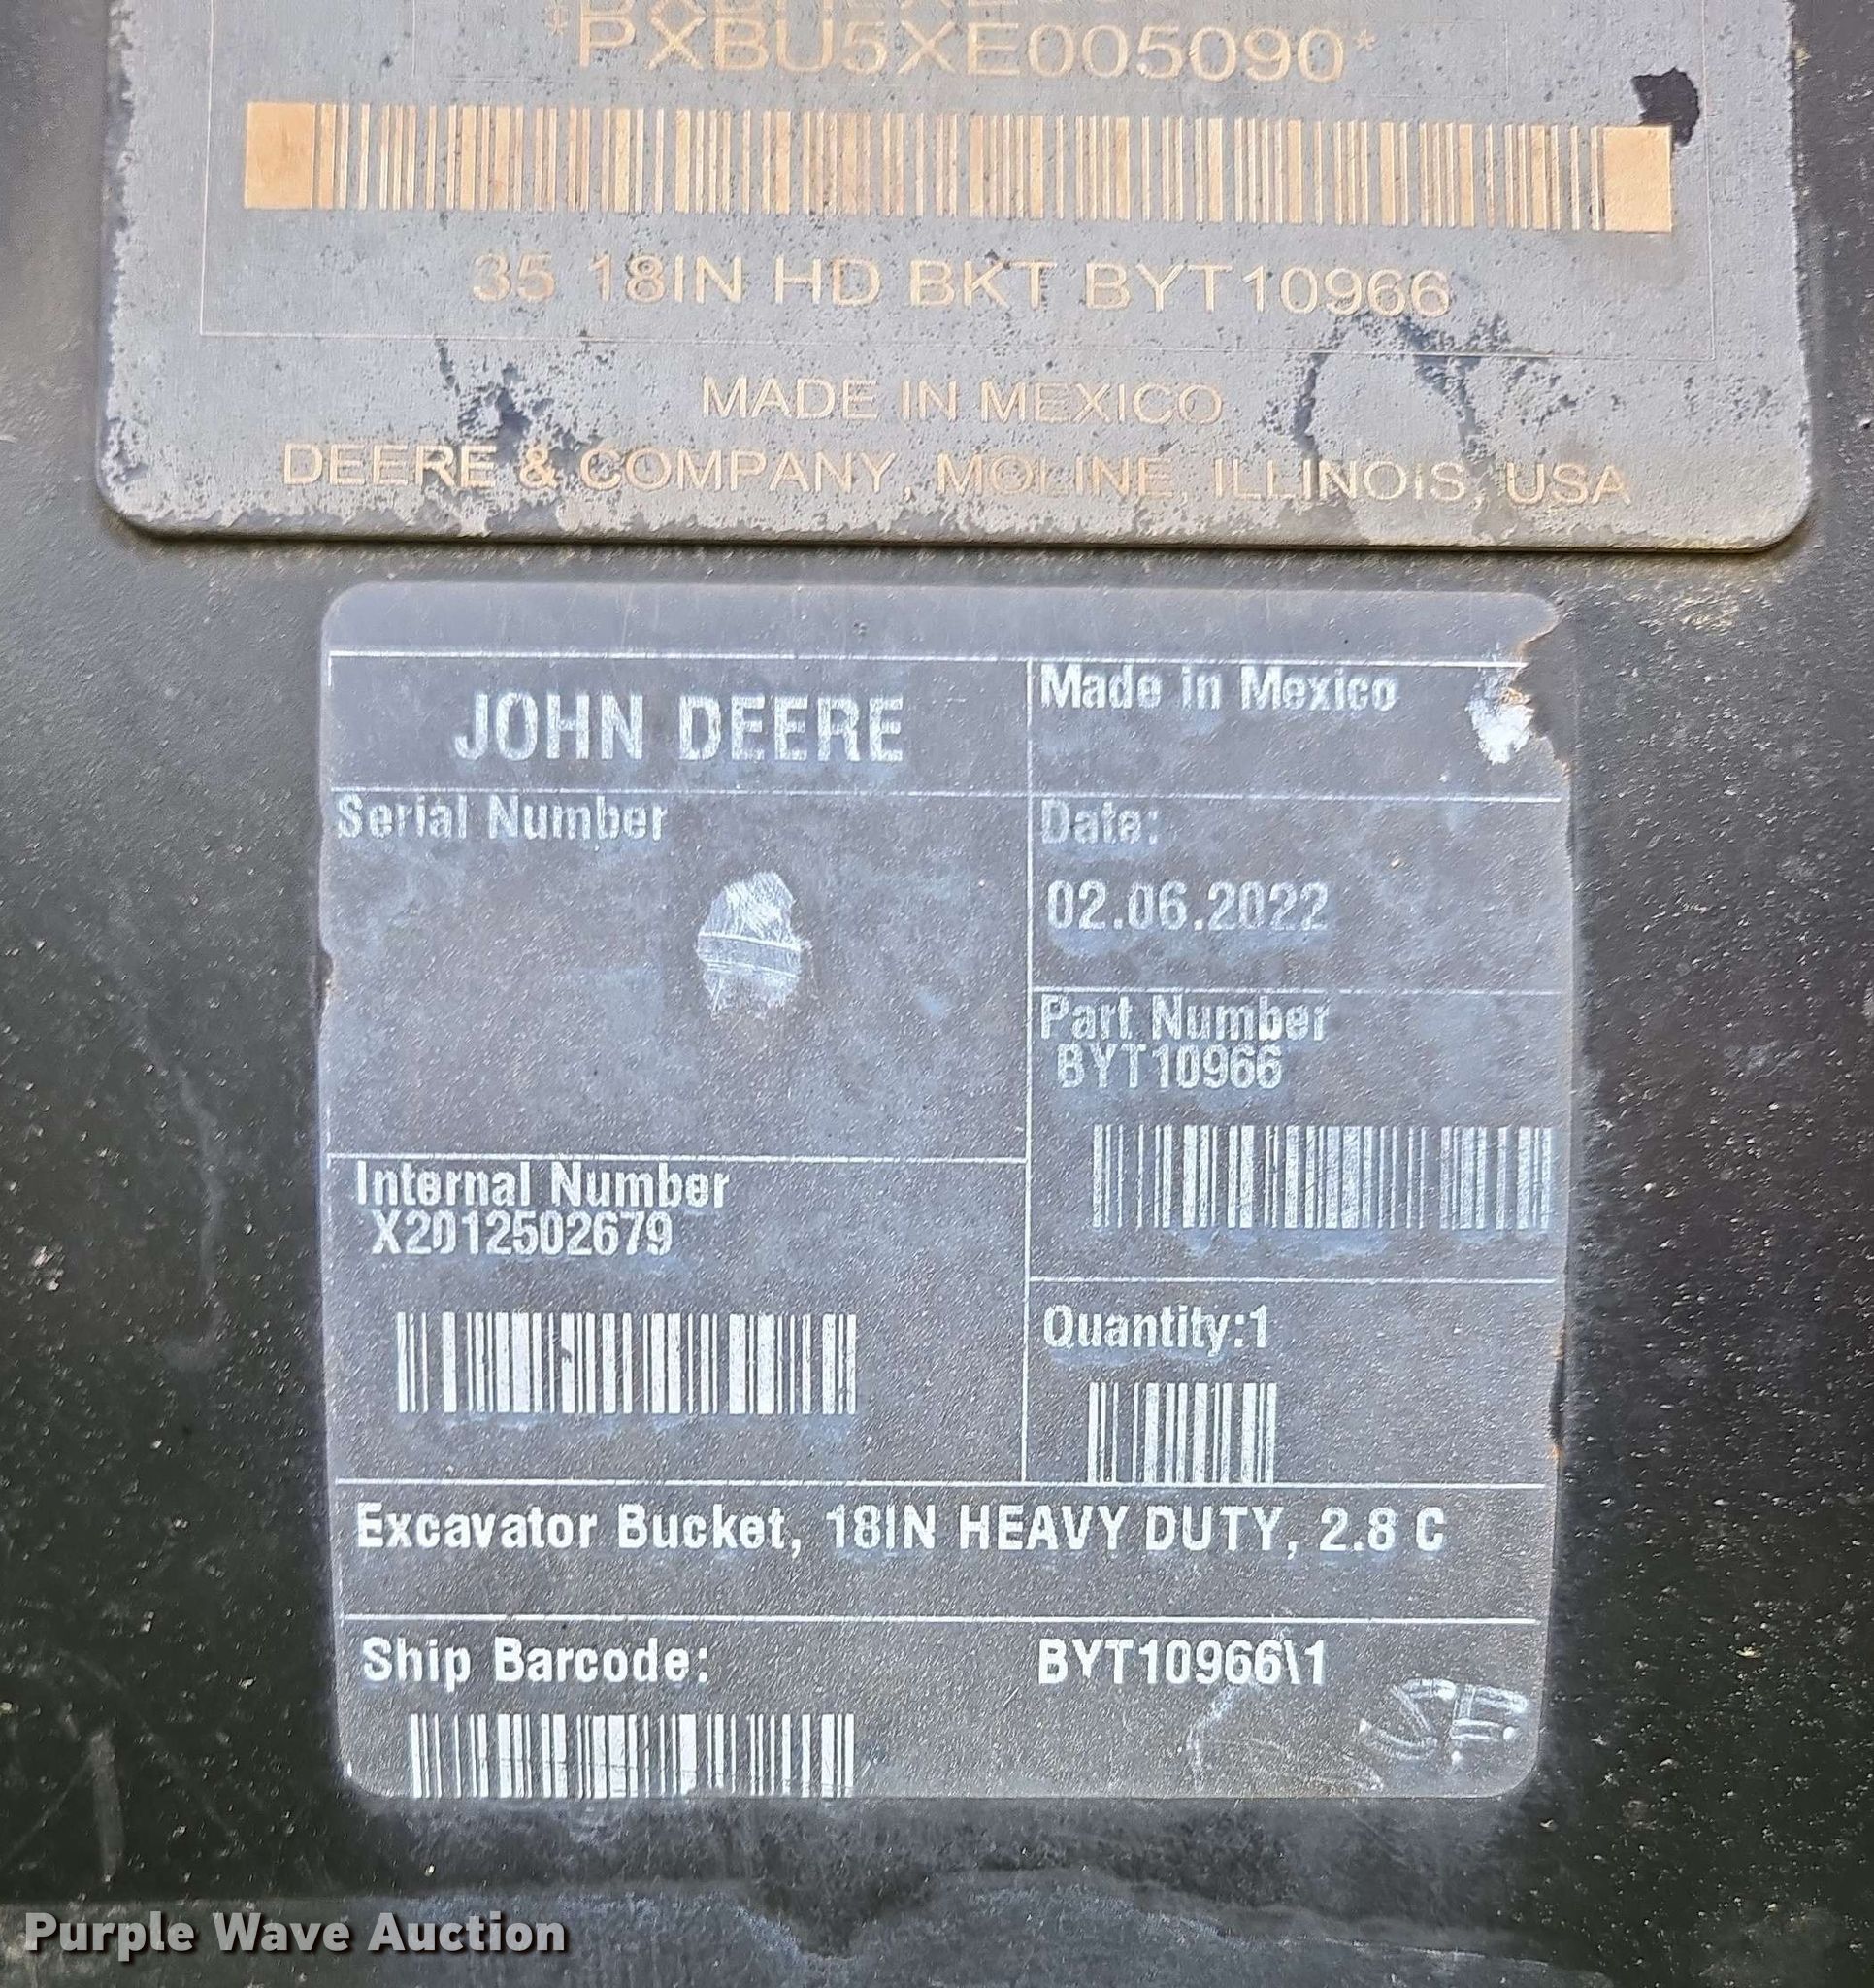 *PXBU5XE005090*
35 18IN HD BKT BYT10966
MADE IN MEXICO
DEERE & COMPANY, MOLINE, ILLINOIS, USA
JOHN DEERE
Made in Mexico
Serial Number
Date:
02.06.2022
Part Number
BYT10966
Internal Number
X2012502679
Quantity:1
Excavator Bucket, 18IN HEAVY DUTY, 2.8 C
Ship Barcode: BYT10966\1
Purple Wave Auction